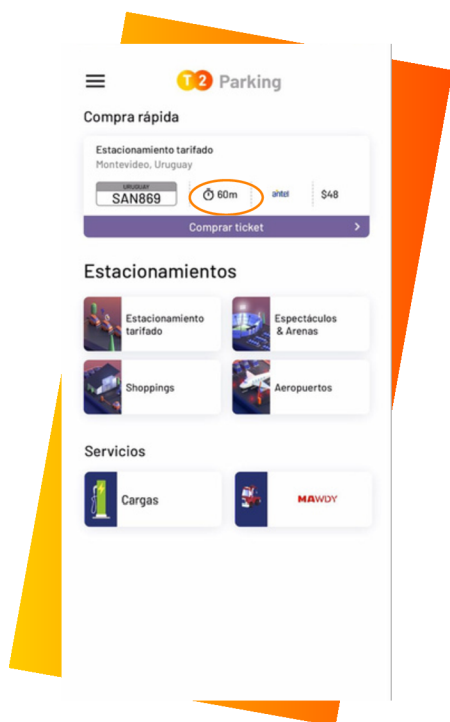 T2 Parking
Compra rápida
Estacionamiento tarifado
Montevideo, Uruguay
URUGUAY
SAN869
60m
antel
$48
Comprar ticket
Estacionamientos
Estacionamiento
tarifado
Espectáculos
& Arenas
Shoppings
Aeropuertos
Servicios
Cargas
MAWDY